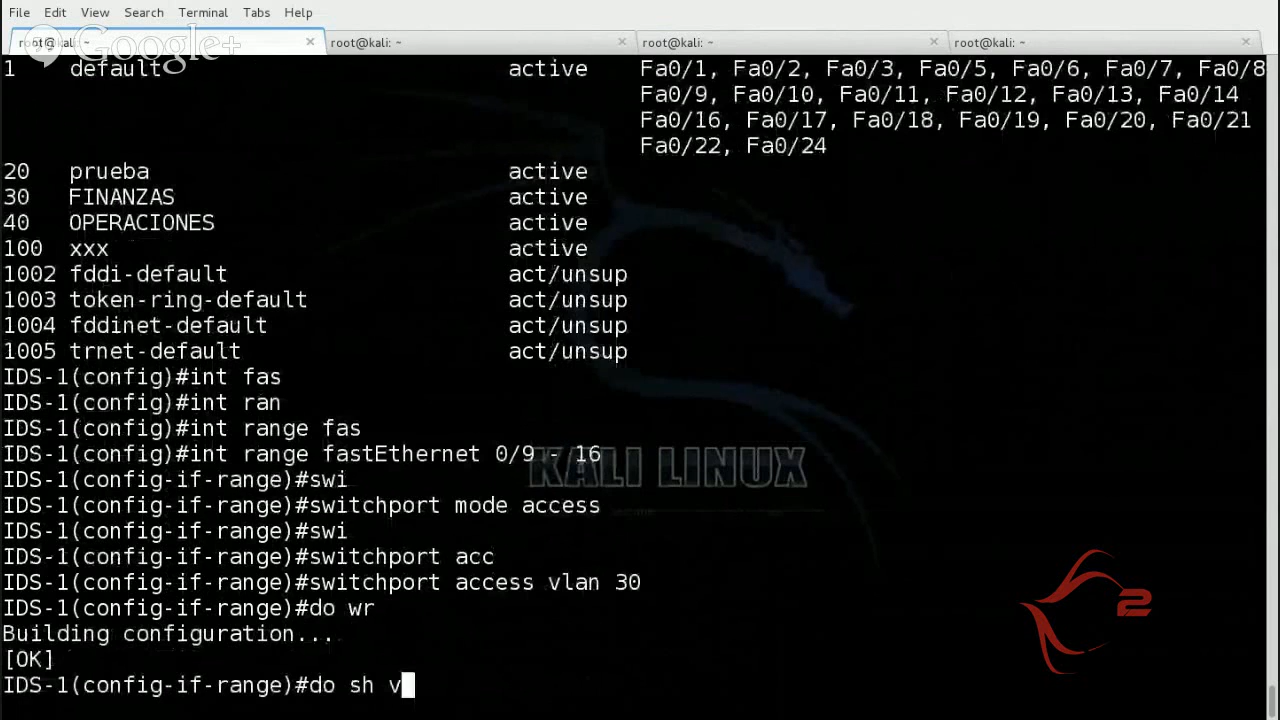 File Edit View Search Terminal Tabs Help
root@kali: ~ × root@kali: ~ × root@kali: ~ × root@kali: ~ ×
Google+
1 default active Fa0/1, Fa0/2, Fa0/3, Fa0/5, Fa0/6, Fa0/7, Fa0/8
Fa0/9, Fa0/10, Fa0/11, Fa0/12, Fa0/13, Fa0/14
Fa0/16, Fa0/17, Fa0/18, Fa0/19, Fa0/20, Fa0/21
Fa0/22, Fa0/24
20 prueba active
30 FINANZAS active
40 OPERACIONES active
100 xxx active
1002 fddi-default act/unsup
1003 token-ring-default act/unsup
1004 fddinet-default act/unsup
1005 trnet-default act/unsup
IDS-1(config)#int fas
IDS-1(config)#int ran
IDS-1(config)#int range fas
IDS-1(config)#int range fastEthernet 0/9 - 16
KALI LINUX
IDS-1(config-if-range)#swi
IDS-1(config-if-range)#switchport mode access
IDS-1(config-if-range)#swi
IDS-1(config-if-range)#switchport acc
IDS-1(config-if-range)#switchport access vlan 30
IDS-1(config-if-range)#do wr
Building configuration...
[OK]
IDS-1(config-if-range)#do sh v
2